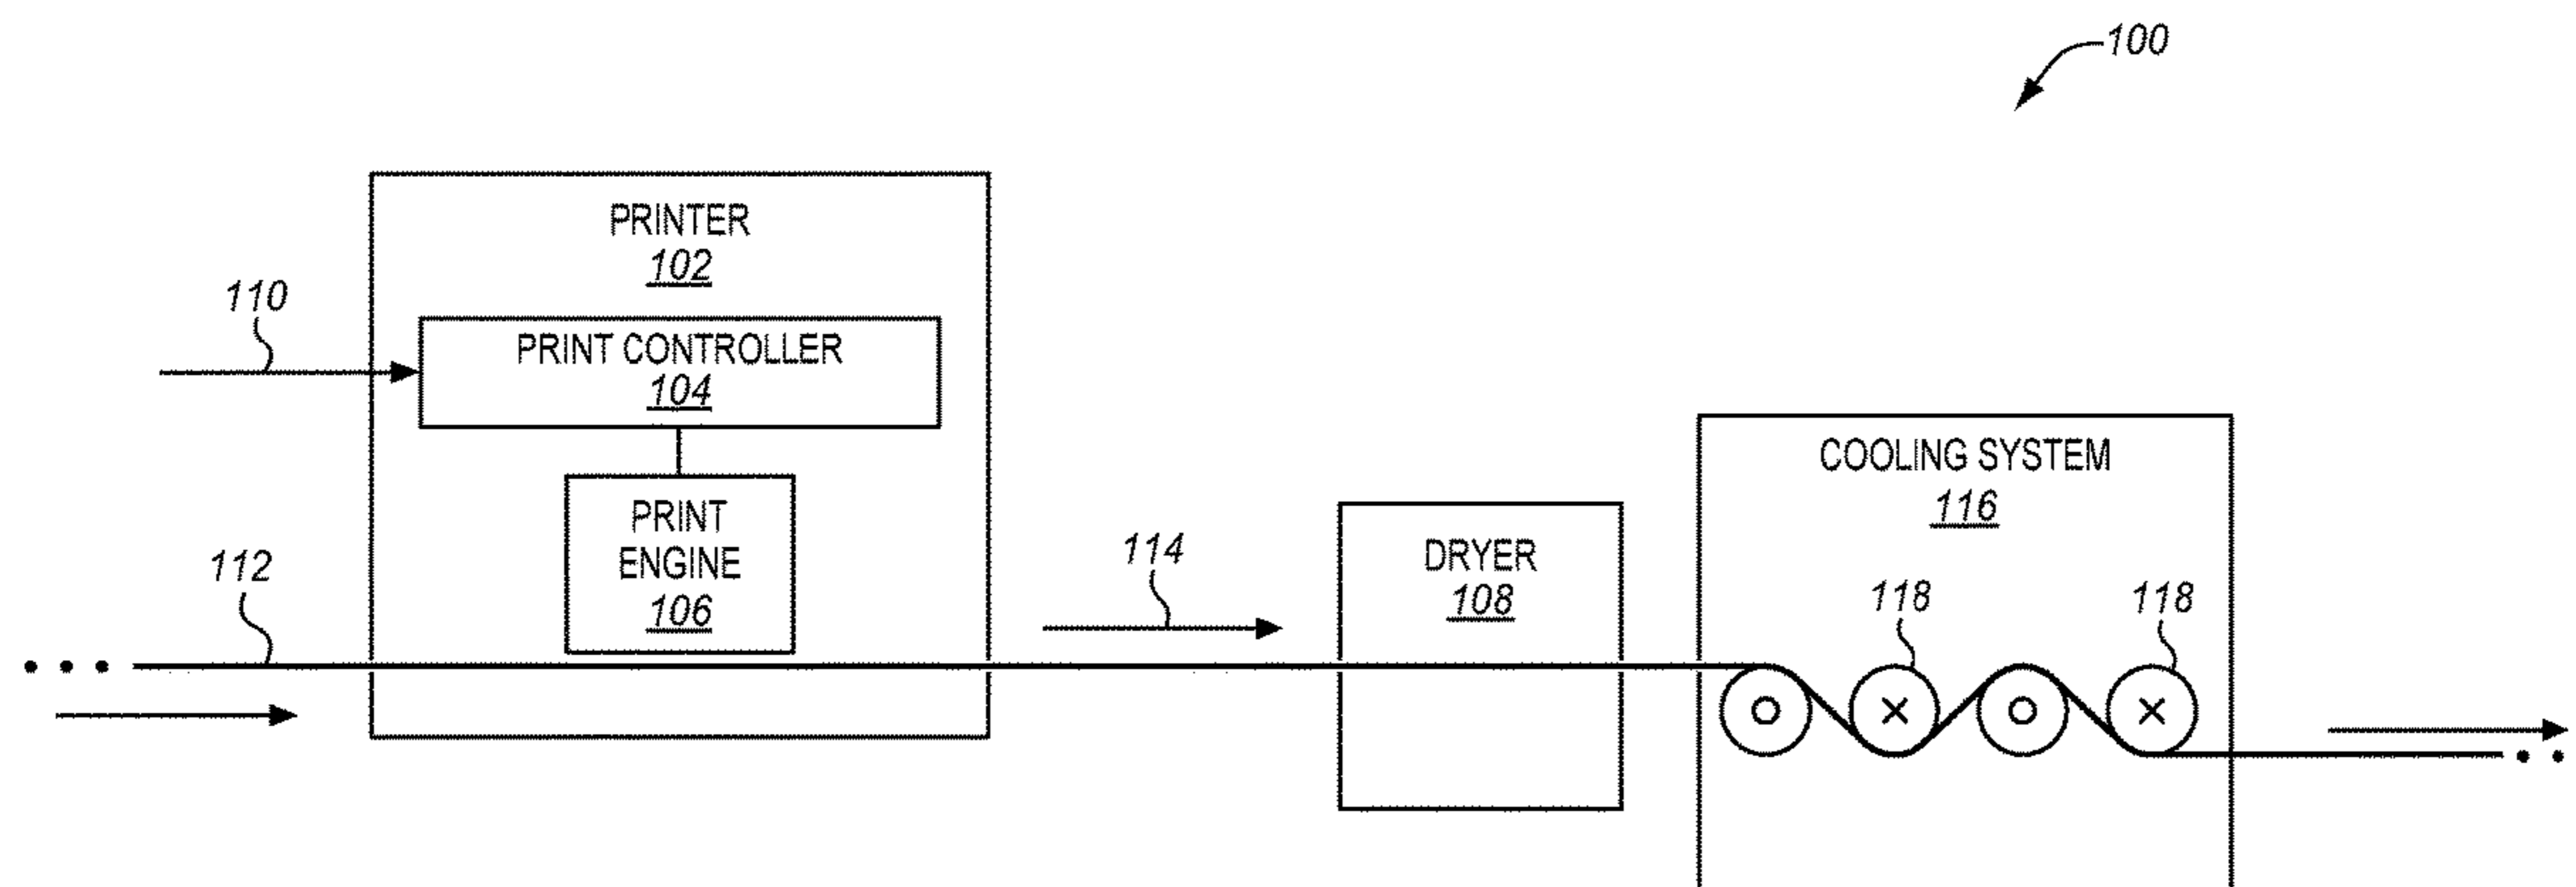 100
PRINTER
102
110
PRINT CONTROLLER
104
COOLING SYSTEM
116
PRINT
ENGINE
106
112
114
DRYER
108
118
118